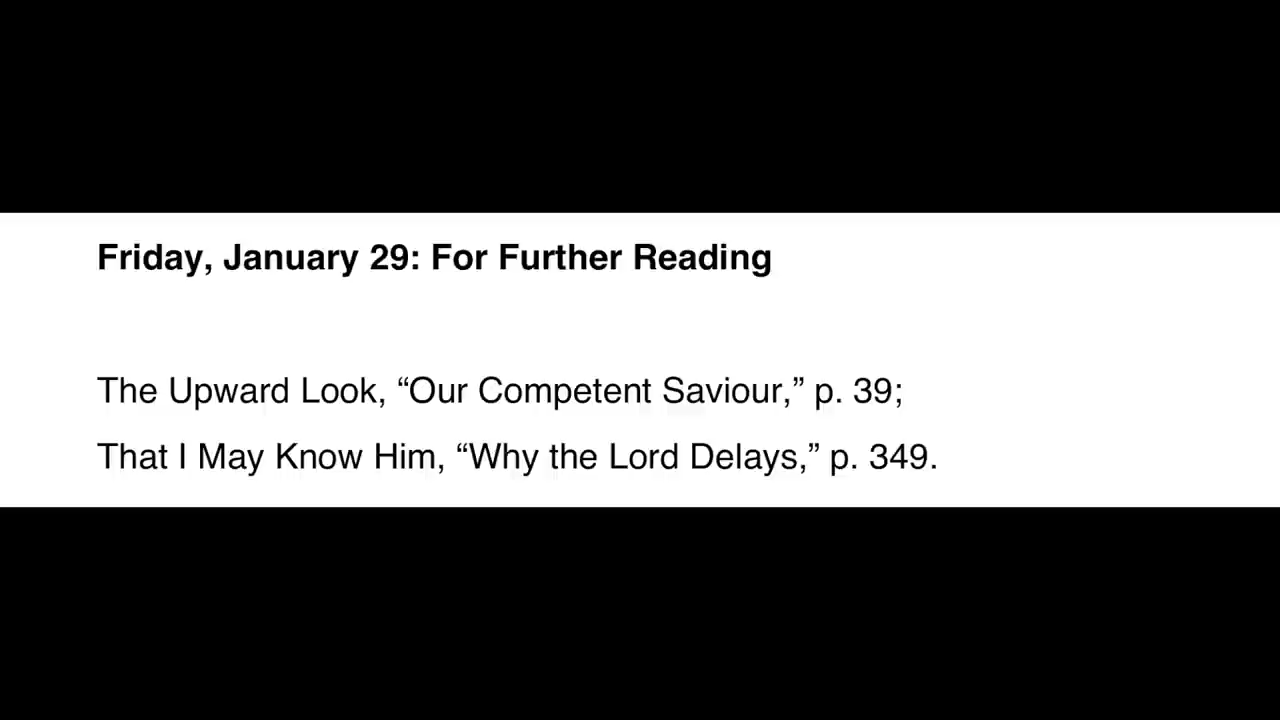 Friday, January 29: For Further Reading
The Upward Look, “Our Competent Saviour,” p. 39;
That I May Know Him, “Why the Lord Delays,” p. 349.